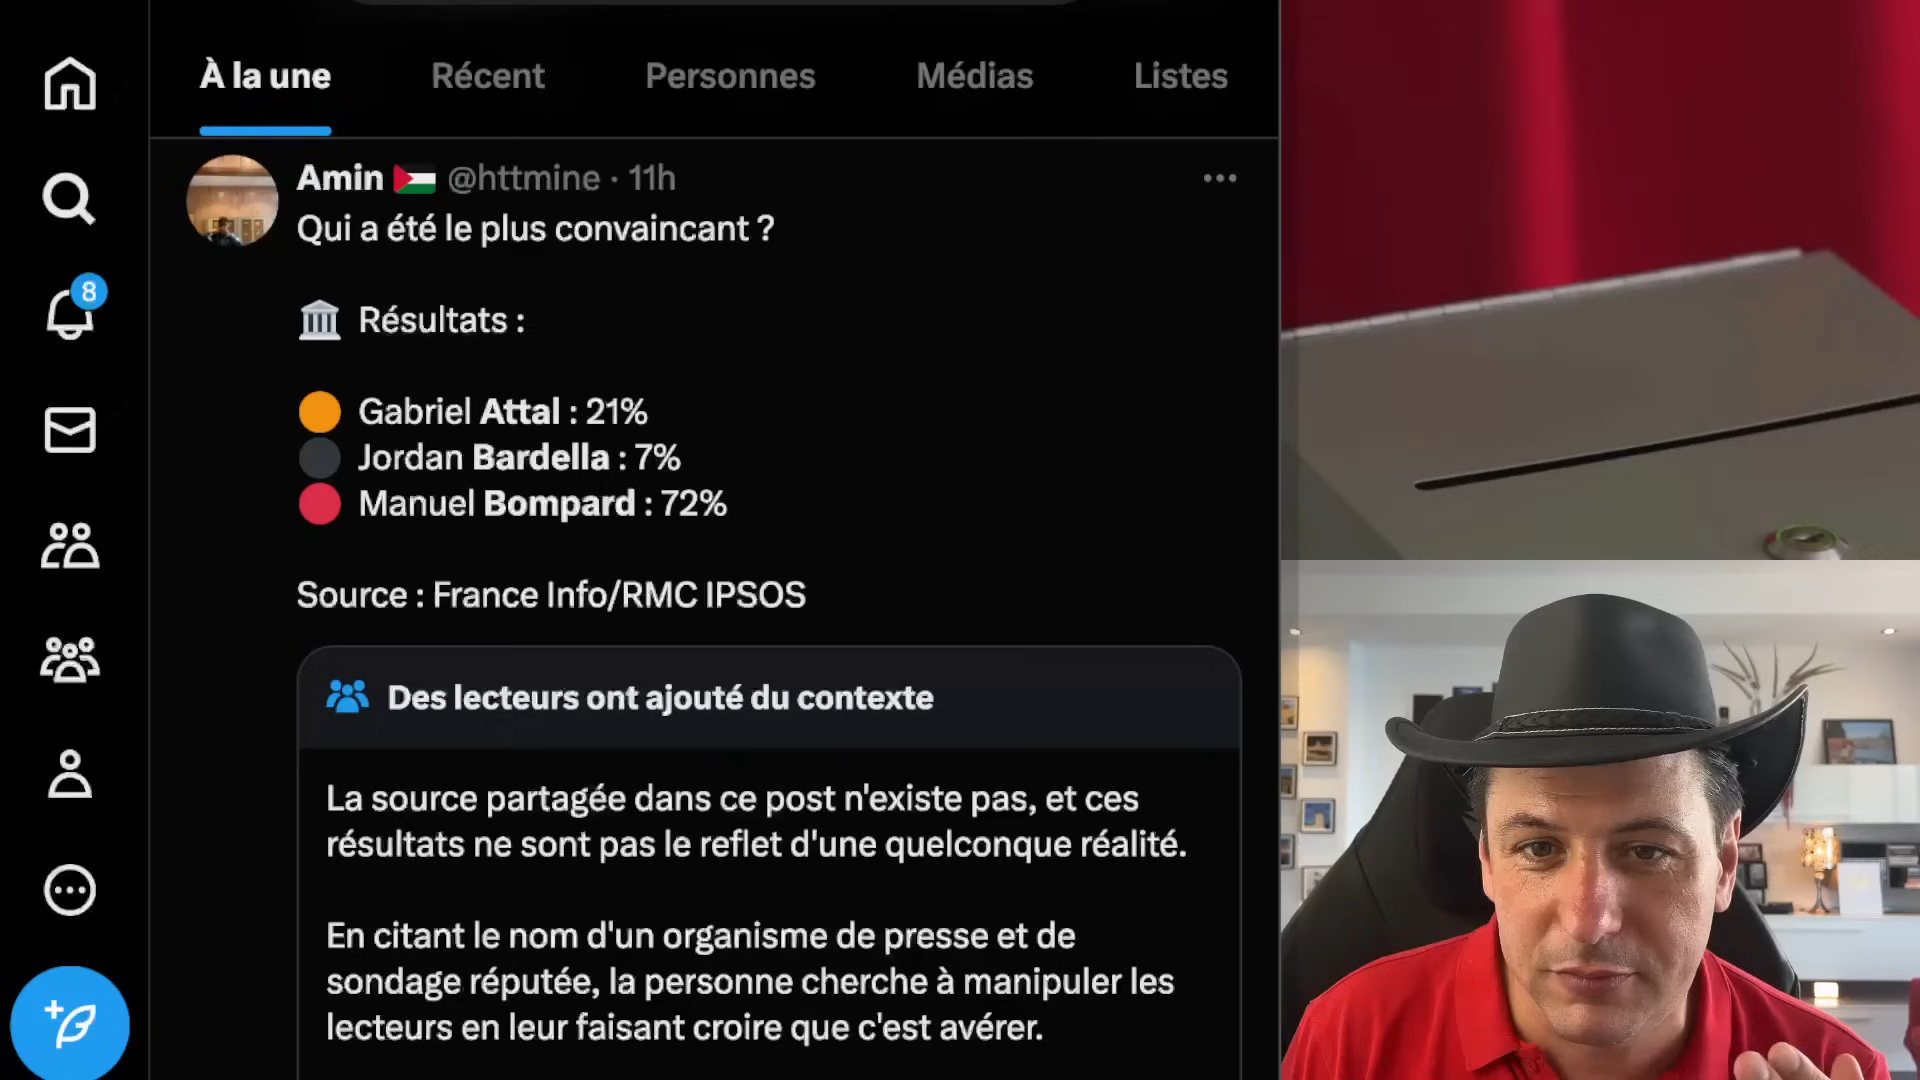 À la une Récent Personnes Médias Listes
Amin 🇵🇸 @httmine · 11h
Qui a été le plus convaincant ?
8
🏛️ Résultats :
🟠 Gabriel Attal : 21%
⚫ Jordan Bardella : 7%
🔴 Manuel Bompard : 72%
Source : France Info/RMC IPSOS
Des lecteurs ont ajouté du contexte
La source partagée dans ce post n'existe pas, et ces
résultats ne sont pas le reflet d'une quelconque réalité.
En citant le nom d'un organisme de presse et de
sondage réputée, la personne cherche à manipuler les
lecteurs en leur faisant croire que c'est avérer.